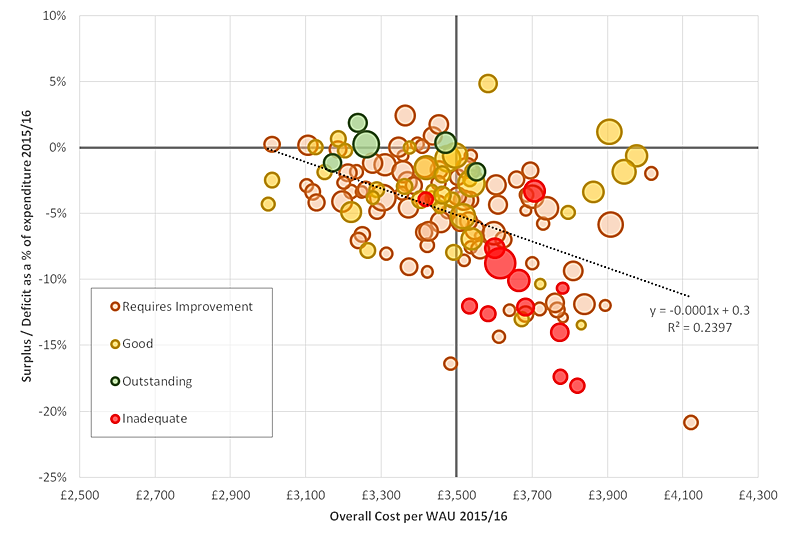 10%
5%
0%
-5%
-10%
-15%
-20%
-25%
Surplus / Deficit as a % of expenditure 2015/16
Requires Improvement
Good
Outstanding
Inadequate
y = -0.0001x + 0.3
R² = 0.2397
£2,500 £2,700 £2,900 £3,100 £3,300 £3,500 £3,700 £3,900 £4,100 £4,300
Overall Cost per WAU 2015/16